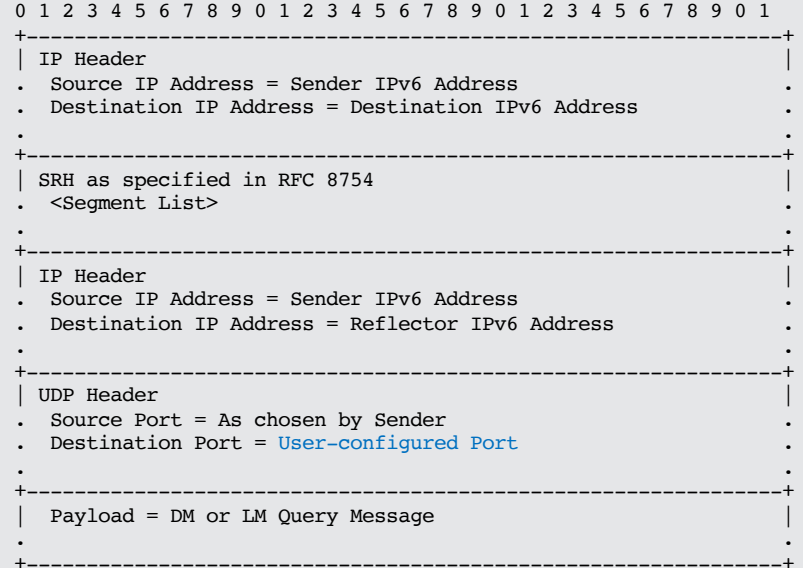 0 1 2 3 4 5 6 7 8 9 0 1 2 3 4 5 6 7 8 9 0 1 2 3 4 5 6 7 8 9 0 1
+---------------------------------------------------------------+
| IP Header                                                     |
.  Source IP Address = Sender IPv6 Address                      .
.  Destination IP Address = Destination IPv6 Address            .
.                                                               .
+---------------------------------------------------------------+
| SRH as specified in RFC 8754                                  |
.  <Segment List>                                               .
.                                                               .
+---------------------------------------------------------------+
| IP Header                                                     |
.  Source IP Address = Sender IPv6 Address                      .
.  Destination IP Address = Reflector IPv6 Address              .
.                                                               .
+---------------------------------------------------------------+
| UDP Header                                                    |
.  Source Port = As chosen by Sender                            .
.  Destination Port = User-configured Port                      .
.                                                               .
+---------------------------------------------------------------+
|  Payload = DM or LM Query Message                             |
.                                                               .
+---------------------------------------------------------------+